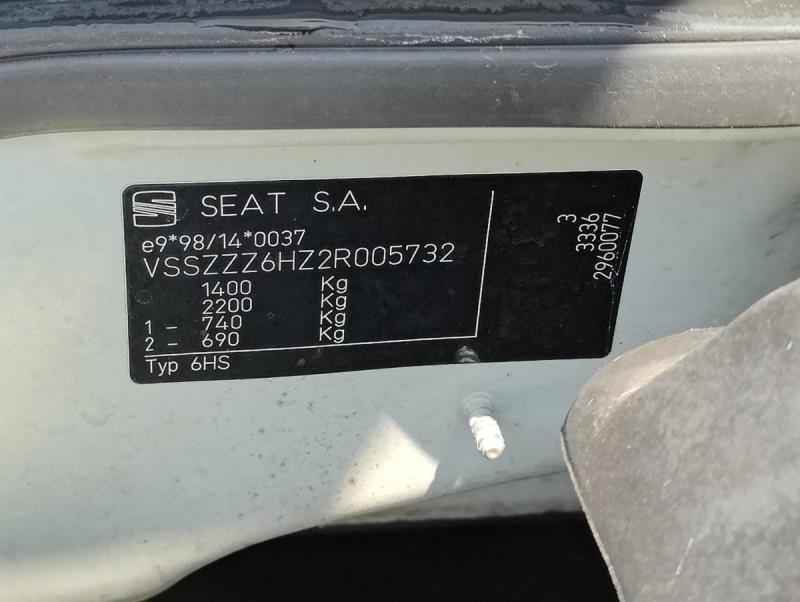 SEAT S.A.
e9*98/14*0037
VSSZZZ6HZ2R005732
1400 Kg
2200 Kg
1 - 740 Kg
2 - 690 Kg
Typ 6HS
3
3336
2960077